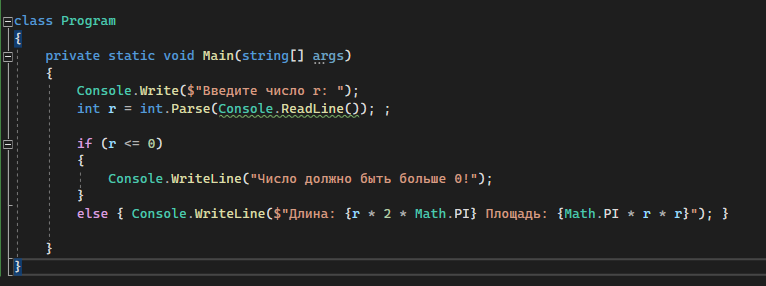 class Program
{
    private static void Main(string[] args)
    {
        Console.Write($"Введите число r: ");
        int r = int.Parse(Console.ReadLine()); ;

        if (r <= 0)
        {
            Console.WriteLine("Число должно быть больше 0!");
        }
        else { Console.WriteLine($"Длина: {r * 2 * Math.PI} Площадь: {Math.PI * r * r}"); }

    }
}